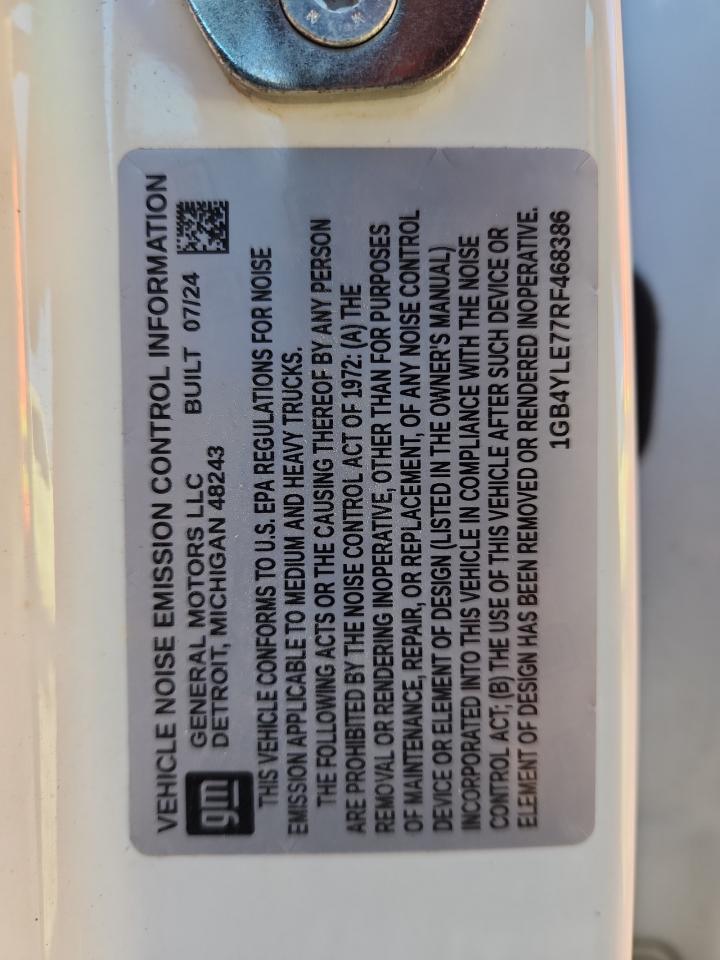 VEHICLE NOISE EMISSION CONTROL INFORMATION
gm
GENERAL MOTORS LLC BUILT 07/24
DETROIT, MICHIGAN 48243
THIS VEHICLE CONFORMS TO U.S. EPA REGULATIONS FOR NOISE
EMISSION APPLICABLE TO MEDIUM AND HEAVY TRUCKS.
THE FOLLOWING ACTS OR THE CAUSING THEREOF BY ANY PERSON
ARE PROHIBITED BY THE NOISE CONTROL ACT OF 1972: (A) THE
REMOVAL OR RENDERING INOPERATIVE, OTHER THAN FOR PURPOSES
OF MAINTENANCE, REPAIR, OR REPLACEMENT, OF ANY NOISE CONTROL
DEVICE OR ELEMENT OF DESIGN (LISTED IN THE OWNER'S MANUAL)
INCORPORATED INTO THIS VEHICLE IN COMPLIANCE WITH THE NOISE
CONTROL ACT; (B) THE USE OF THIS VEHICLE AFTER SUCH DEVICE OR
ELEMENT OF DESIGN HAS BEEN REMOVED OR RENDERED INOPERATIVE.
1GB4YLE77RF468386